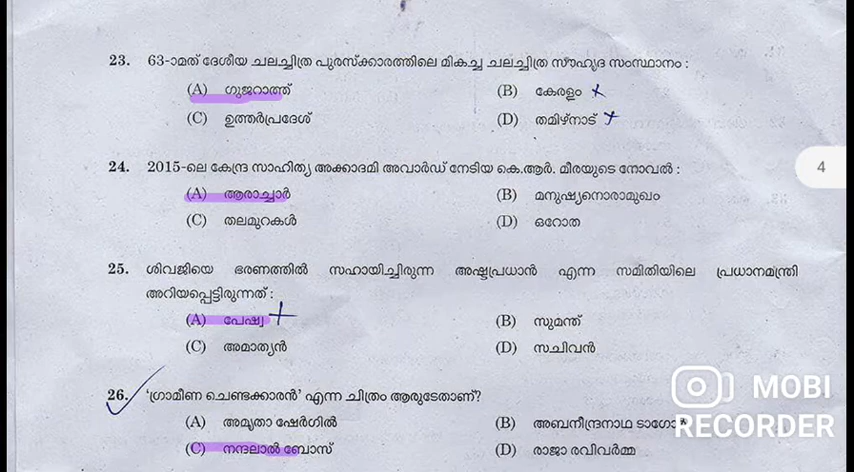 23. 63-ാമത് ദേശീയ ചലച്ചിത്ര പുരസ്ക്കാരത്തിലെ മികച്ച ചലച്ചിത്ര സൗഹൃദ സംസ്ഥാനം :
(A) ഗുജറാത്ത് (B) കേരളം
(C) ഉത്തർപ്രദേശ് (D) തമിഴ്നാട്
24. 2015-ലെ കേന്ദ്ര സാഹിത്യ അക്കാദമി അവാർഡ് നേടിയ കെ.ആർ. മീരയുടെ നോവൽ :
4
(A) ആരാച്ചാർ (B) മനുഷ്യനൊരാമുഖം
(C) തലമുറകൾ (D) ഒറോത
25. ശിവജിയെ ഭരണത്തിൽ സഹായിച്ചിരുന്ന അഷ്ടപ്രധാൻ എന്ന സമിതിയിലെ പ്രധാനമന്ത്രി
അറിയപ്പെട്ടിരുന്നത് :
(A) പേഷ്വ (B) സുമന്ത്
(C) അമാത്യൻ (D) സചിവൻ
26. 'ഗ്രാമീണ ചെണ്ടക്കാരൻ' എന്ന ചിത്രം ആരുടേതാണ്?
(A) അമൃതാ ഷേർഗിൽ (B) അബനീന്ദ്രനാഥ ടാഗോർ
(C) നന്ദലാൽ ബോസ് (D) രാജാ രവിവർമ്മ
MOBI
RECORDER